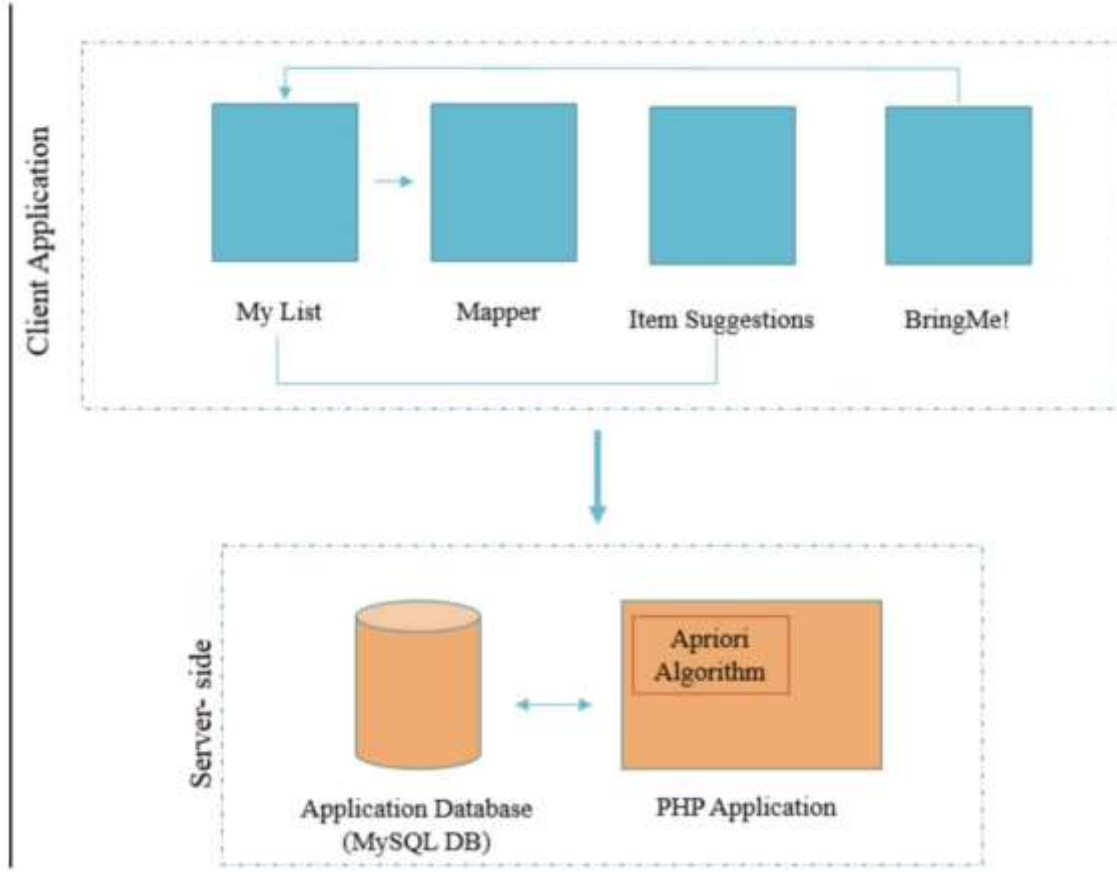 Client Application
My List
Mapper
Item Suggestions
BringMe!
Server- side
Apriori
Algorithm
Application Database
(MySQL DB)
PHP Application